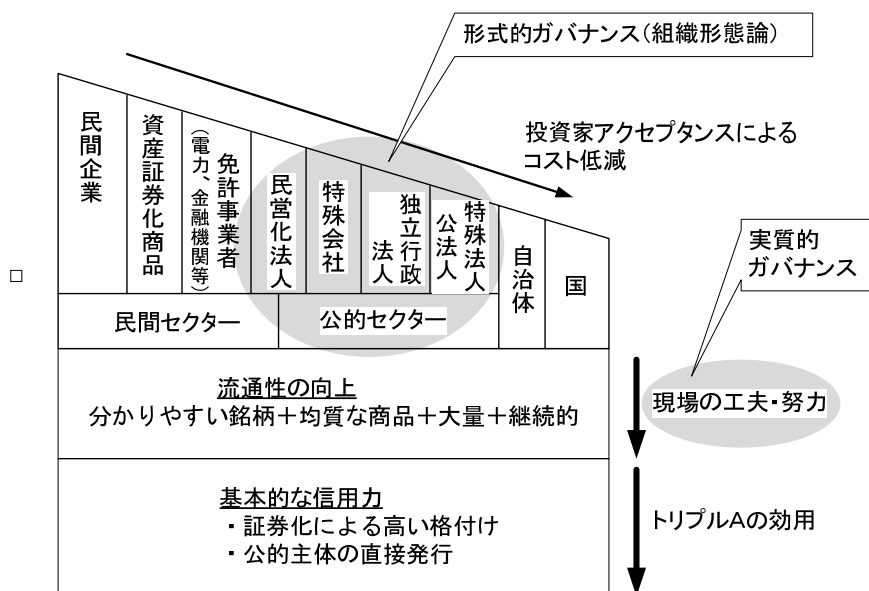 形式的ガバナンス(組織形態論)
投資家アクセプタンスによる
コスト低減
民間企業
資産証券化商品
免許事業者
(電力、金融機関等)
民営化法人
特殊会社
独立行政
法人
特殊法人
公法人
自治体
国
実質的
ガバナンス
民間セクター
公的セクター
流通性の向上
分かりやすい銘柄+均質な商品+大量+継続的
現場の工夫・努力
基本的な信用力
・証券化による高い格付け
・公的主体の直接発行
トリプルAの効用